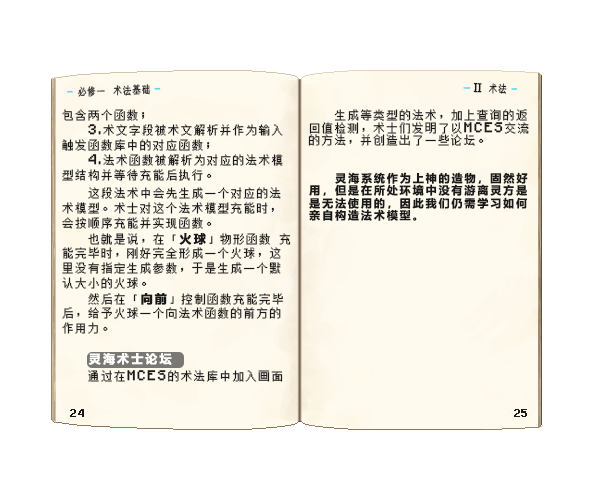 必修一 术法基础
包含两个函数；
3.术文字段被术文解析并作为输入
触发函数库中的对应函数；
4.法术函数被解析为对应的法术模
型结构并等待充能后执行。
这段法术中会先生成一个对应的法
术模型。术士对这个法术模型充能时，
会按顺序充能并实现函数。
也就是说，在「火球」物形函数 充
能完毕时，刚好完全形成一个火球，这
里没有指定生成参数，于是生成一个默
认大小的火球。
然后在「向前」控制函数充能完毕
后，给予火球一个向法术函数的前方的
作用力。
灵海术士论坛
通过在MCES的术法库中加入画面
24
II 术法
生成等类型的法术，加上查询的返
回值检测，术士们发明了以MCES交流
的方法，并创造出了一些论坛。
灵海系统作为上神的造物，固然好
用，但是在所处环境中没有游离灵方是
是无法使用的，因此我们仍需学习如何
亲自构造法术模型。
25